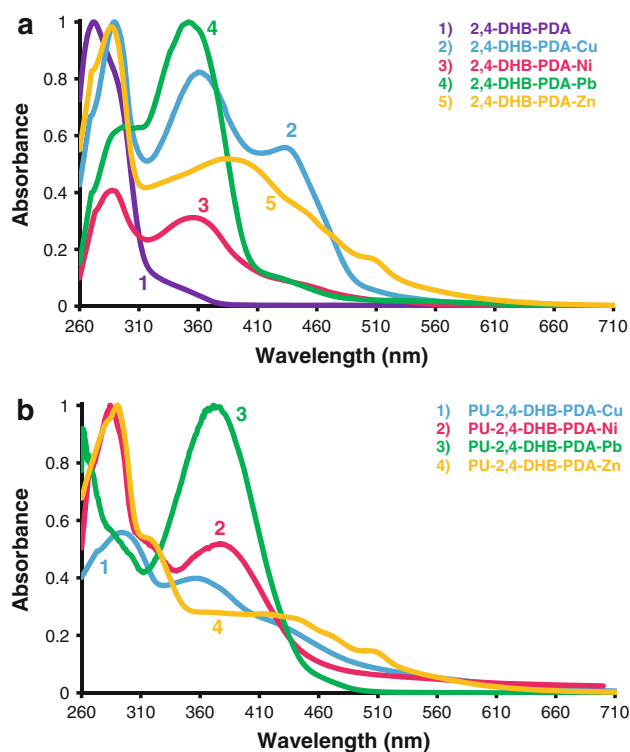 a
1) 2,4-DHB-PDA
2) 2,4-DHB-PDA-Cu
3) 2,4-DHB-PDA-Ni
4) 2,4-DHB-PDA-Pb
5) 2,4-DHB-PDA-Zn
Absorbance
1
0.8
0.6
0.4
0.2
0
1
2
3
4
5
260 310 360 410 460 510 560 610 660 710
Wavelength (nm)
b
1) PU-2,4-DHB-PDA-Cu
2) PU-2,4-DHB-PDA-Ni
3) PU-2,4-DHB-PDA-Pb
4) PU-2,4-DHB-PDA-Zn
Absorbance
1
0.8
0.6
0.4
0.2
0
1
2
3
4
260 310 360 410 460 510 560 610 660 710
Wavelength (nm)